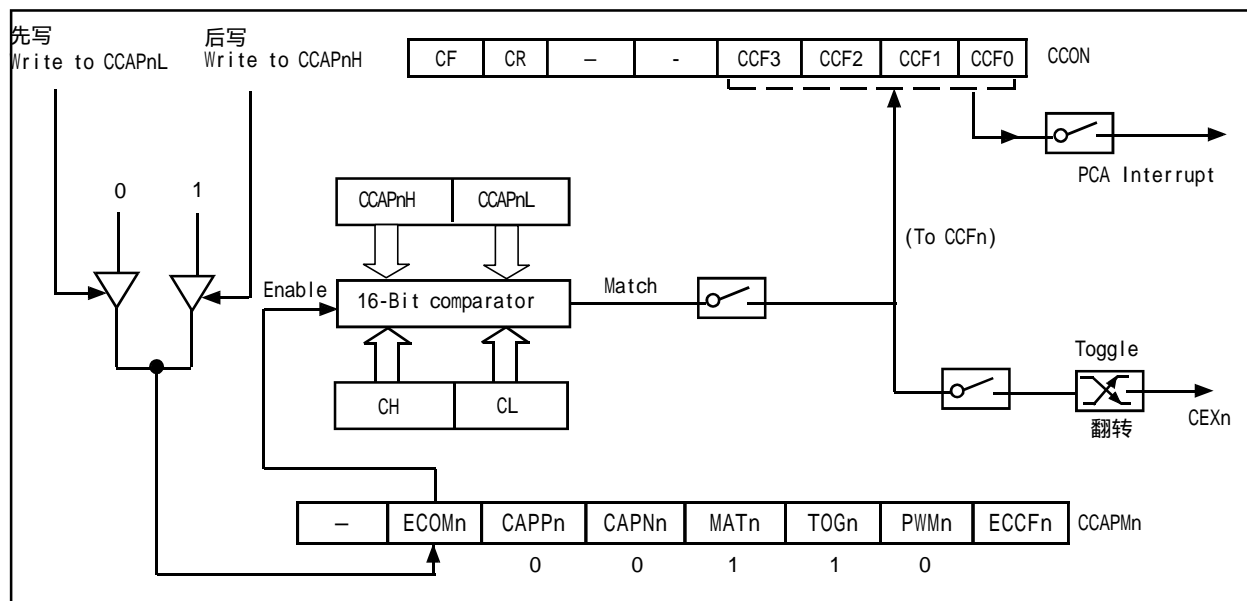 先写 后写
Write to CCAPnL Write to CCAPnH
CF CR – - CCF3 CCF2 CCF1 CCF0 CCON
PCA Interrupt
0 1
CCAPnH CCAPnL
(To CCFn)
Enable 16-Bit comparator Match
Toggle
CH CL
CEXn
翻转
– ECOMn CAPPn CAPNn MATn TOGn PWMn ECCFn CCAPMn
0 0 1 1 0